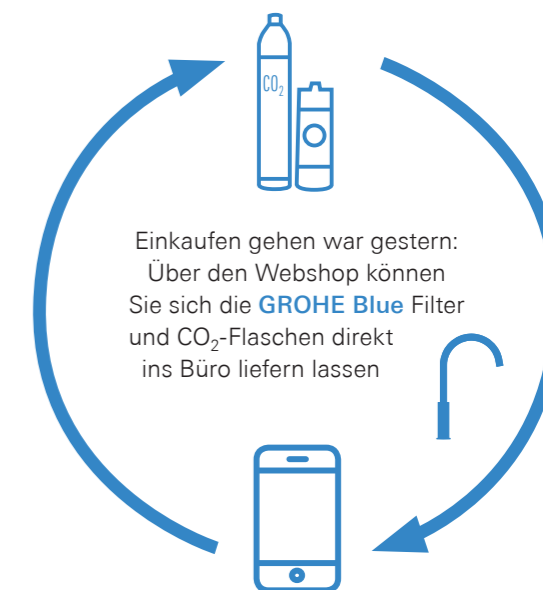 CO₂
Einkaufen gehen war gestern:
Über den Webshop können
Sie sich die GROHE Blue Filter
und CO₂-Flaschen direkt
ins Büro liefern lassen